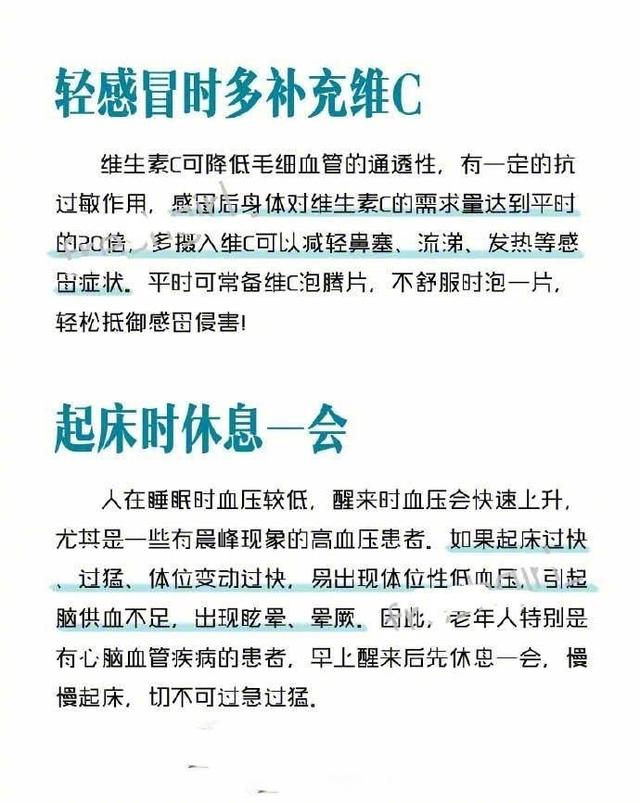 轻感冒时多补充维C
维生素C可降低毛细血管的通透性，有一定的抗
过敏作用，感冒后身体对维生素C的需求量达到平时
的20倍，多摄入维C可以减轻鼻塞、流涕、发热等感
冒症状。平时可常备维C泡腾片，不舒服时泡一片，
轻松抵御感冒侵害!
起床时休息一会
人在睡眠时血压较低，醒来时血压会快速上升，
尤其是一些有晨峰现象的高血压患者。如果起床过快
、过猛、体位变动过快，易出现体位性低血压，引起
脑供血不足，出现眩晕、晕厥。因此，老年人特别是
有心脑血管疾病的患者，早上醒来后先休息一会，慢
慢起床，切不可过急过猛。